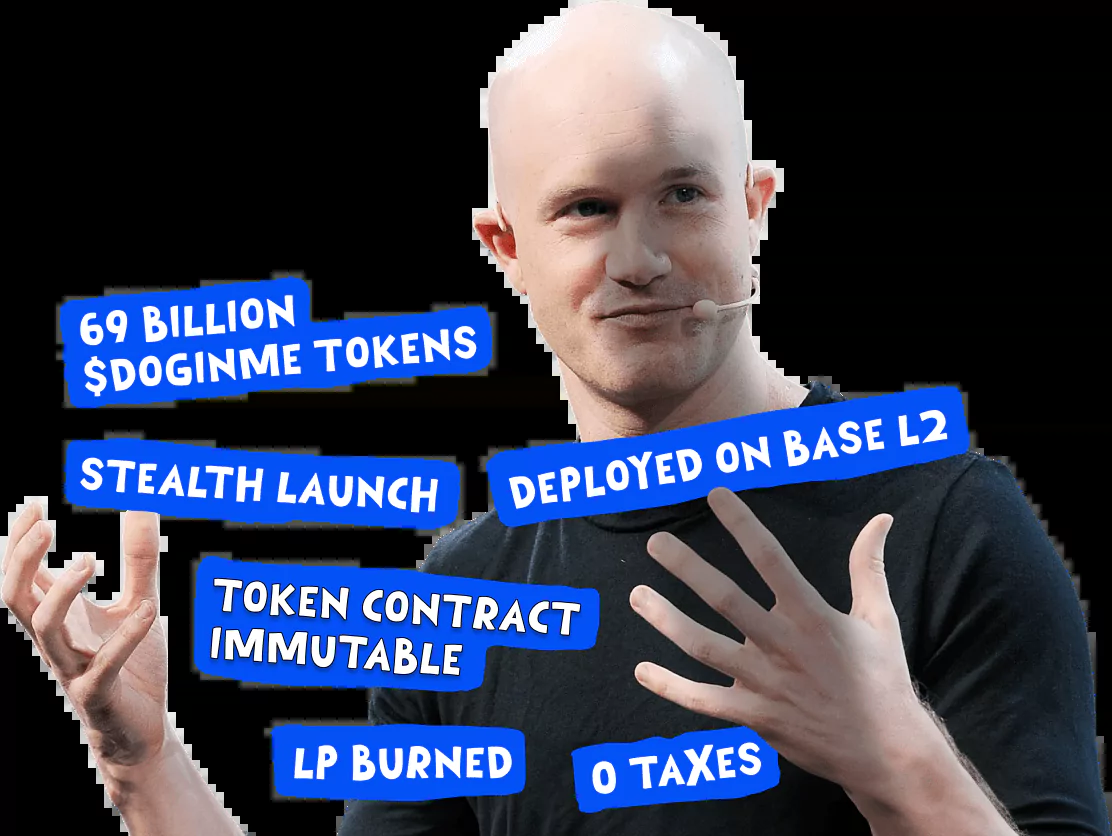 69 BILLION
$DOGINME TOKENS
STEALTH LAUNCH
DEPLOYED ON BASE L2
TOKEN CONTRACT
IMMUTABLE
LP BURNED
0 TAXES